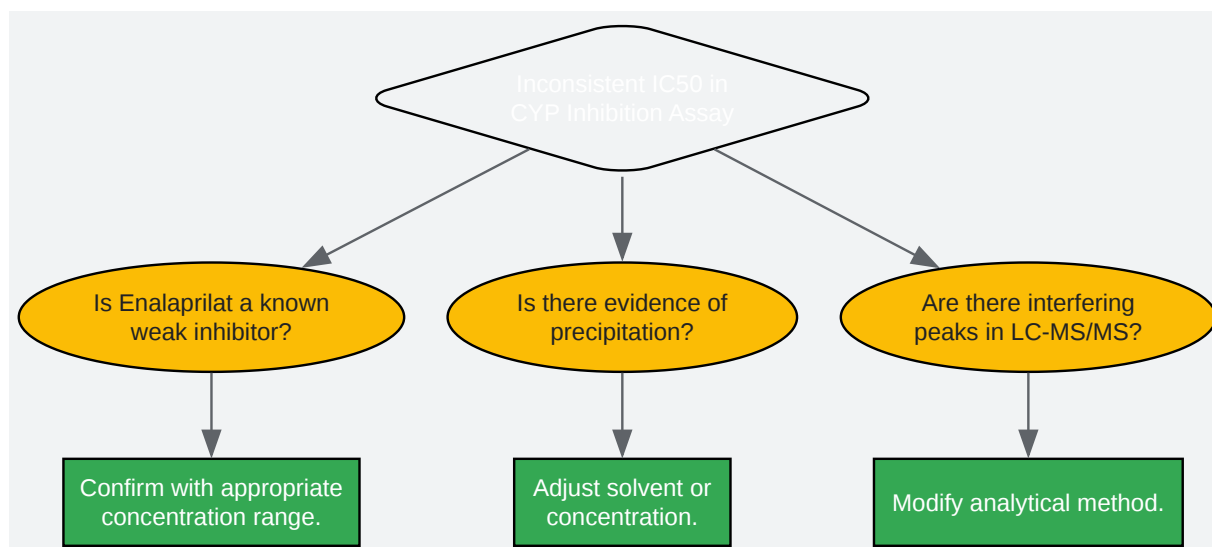 Inconsistent IC50 in
CYP Inhibition Assay
Is Enalaprilat a known
weak inhibitor?
Is there evidence of
precipitation?
Are there interfering
peaks in LC-MS/MS?
Confirm with appropriate
concentration range.
Adjust solvent or
concentration.
Modify analytical method.